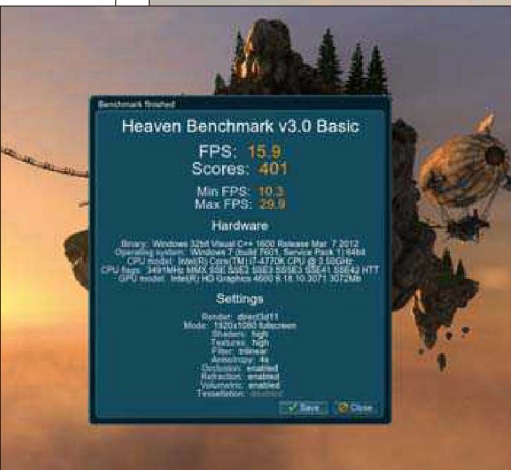 Benchmark finished
Heaven Benchmark v3.0 Basic
FPS: 15.9
Scores: 401
Min FPS: 10.3
Max FPS: 29.9
Hardware
Binary: Windows 32bit Visual C++ 1600 Release Mar 7 2012
Operating system: Windows 7 (build 7601, Service Pack 1) 64bit
CPU model: Intel(R) Core(TM) i7-4770K CPU @ 3.50GHz
CPU flags: 3491MHz MMX SSE SSE2 SSE3 SSSE3 SSE41 SSE42 HTT
GPU model: Intel(R) HD Graphics 4600 9.18.10.3071 3072Mb
Settings
Render: direct3d11
Mode: 1920x1080 fullscreen
Shaders: high
Textures: high
Filter: trilinear
Anisotropy: 4x
Occlusion: enabled
Refraction: enabled
Volumetric: enabled
Tessellation: disabled
Save Close